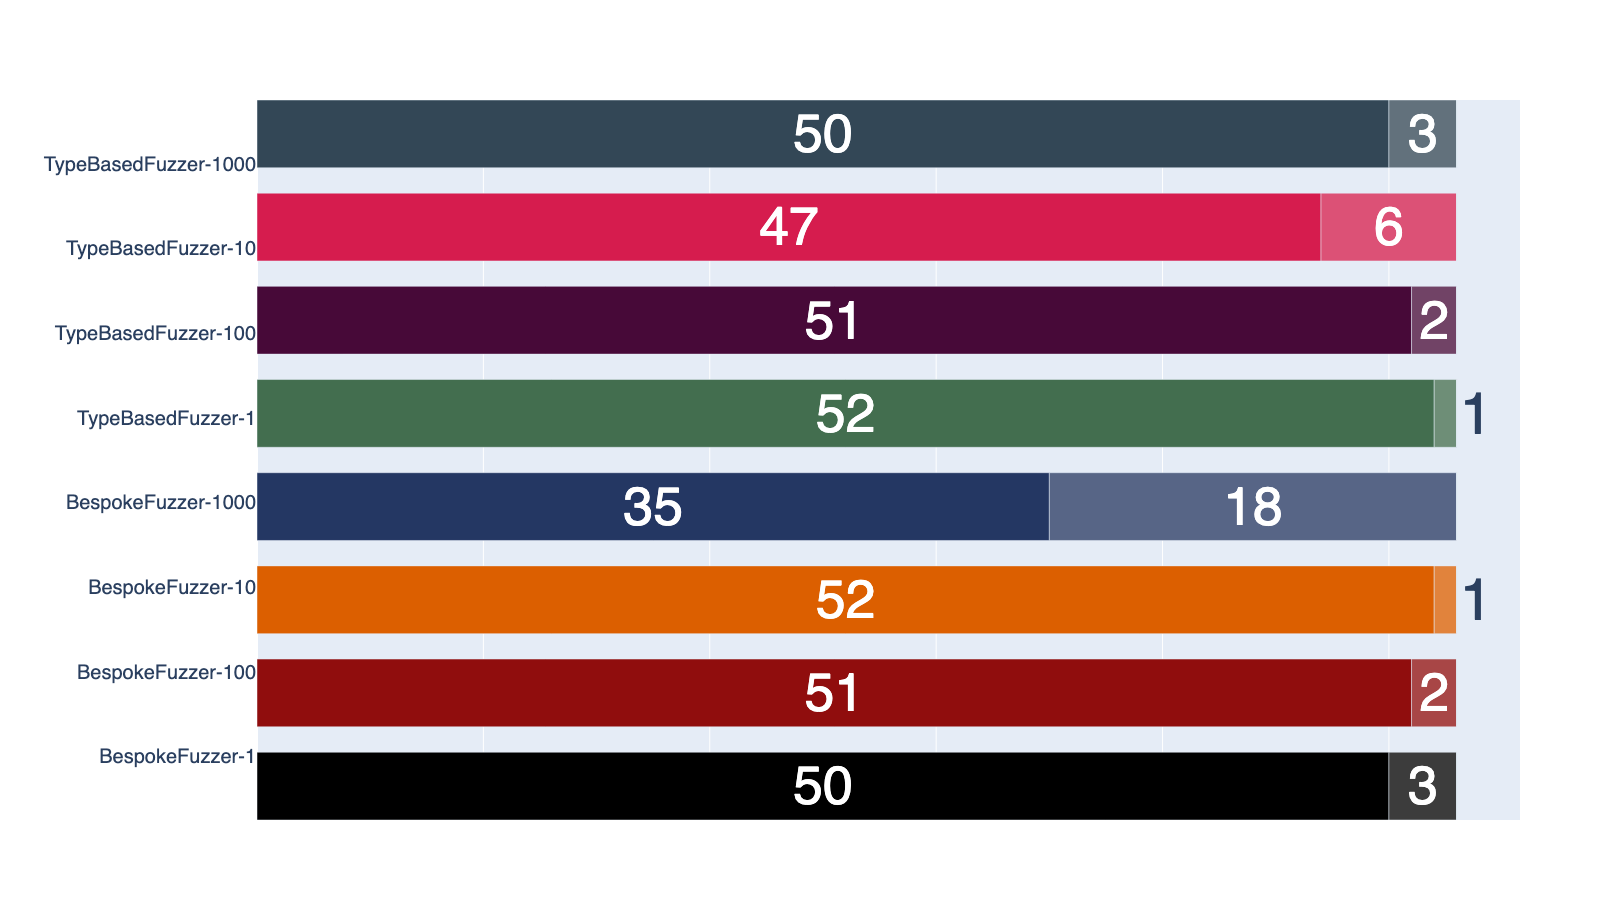 50 3
TypeBasedFuzzer-1000
47 6
TypeBasedFuzzer-10
51 2
TypeBasedFuzzer-100
52 1
TypeBasedFuzzer-1
35 18
BespokeFuzzer-1000
52 1
BespokeFuzzer-10
51 2
BespokeFuzzer-100
50 3
BespokeFuzzer-1